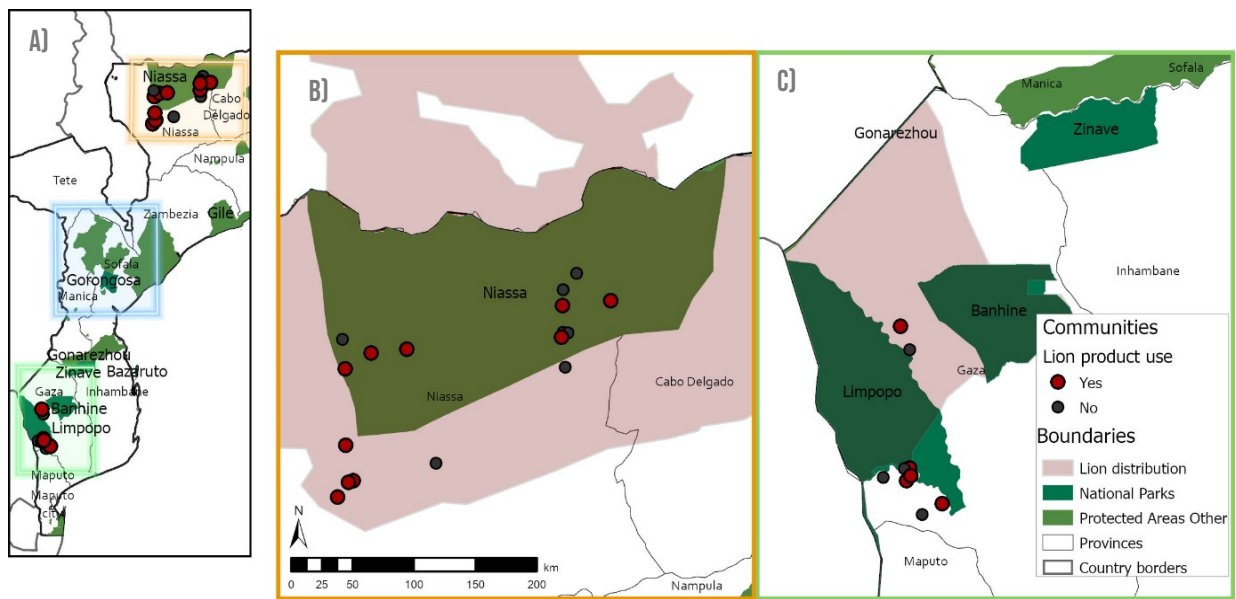 A)
Niassa
Cabo
Delgado
Niassa
Nampula
Tete
Zambezia
Gilé
Sofala
Gorongosa
Manica
Gonarezhou
Zinave Bazaruto
Gaza
Inhambane
Banhine
Limpopo
Maputo
Maputo
city
B)
Niassa
Niassa
Cabo Delgado
Nampula
N
0 25 50 100 150 200
km
C)
Sofala
Manica
Gonarezhou
Zinave
Inhambane
Banhine
Gaza
Limpopo
Maputo
Communities
Lion product use
Yes
No
Boundaries
Lion distribution
National Parks
Protected Areas Other
Provinces
Country borders